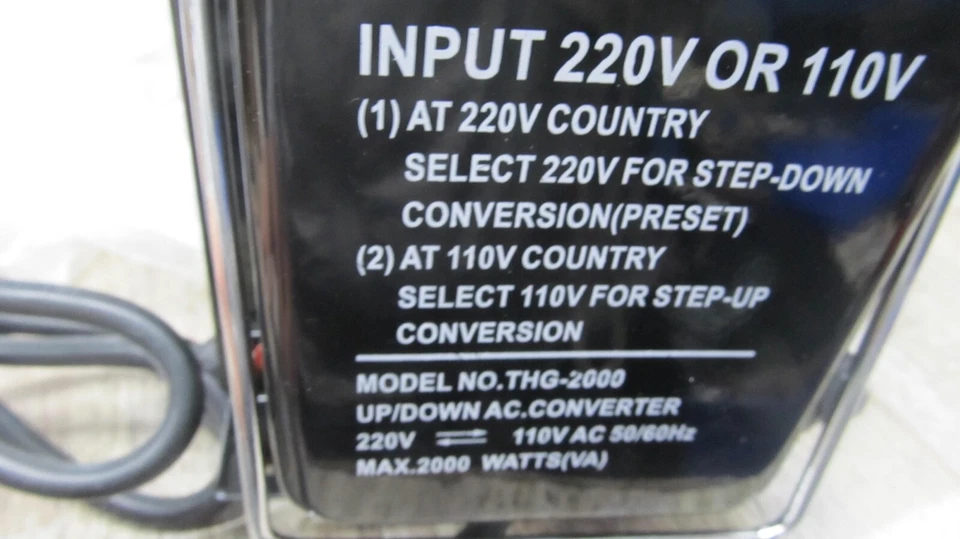 INPUT 220V OR 110V
(1) AT 220V COUNTRY
SELECT 220V FOR STEP-DOWN
CONVERSION(PRESET)
(2) AT 110V COUNTRY
SELECT 110V FOR STEP-UP
CONVERSION
MODEL NO.THG-2000
UP/DOWN AC.CONVERTER
220V ⇌ 110V AC 50/60Hz
MAX.2000 WATTS(VA)